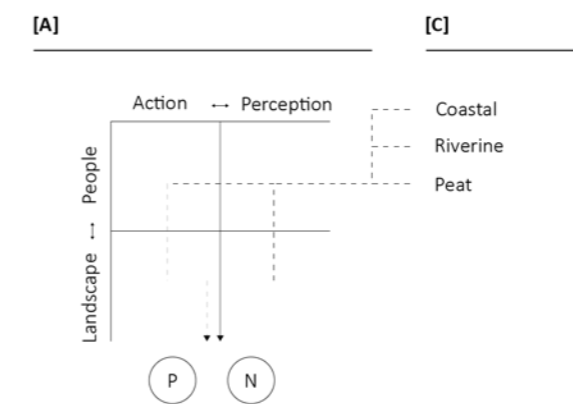 [A] [C]
Action ↔ Perception
Coastal
Riverine
Peat
Landscape ↔ People
P N